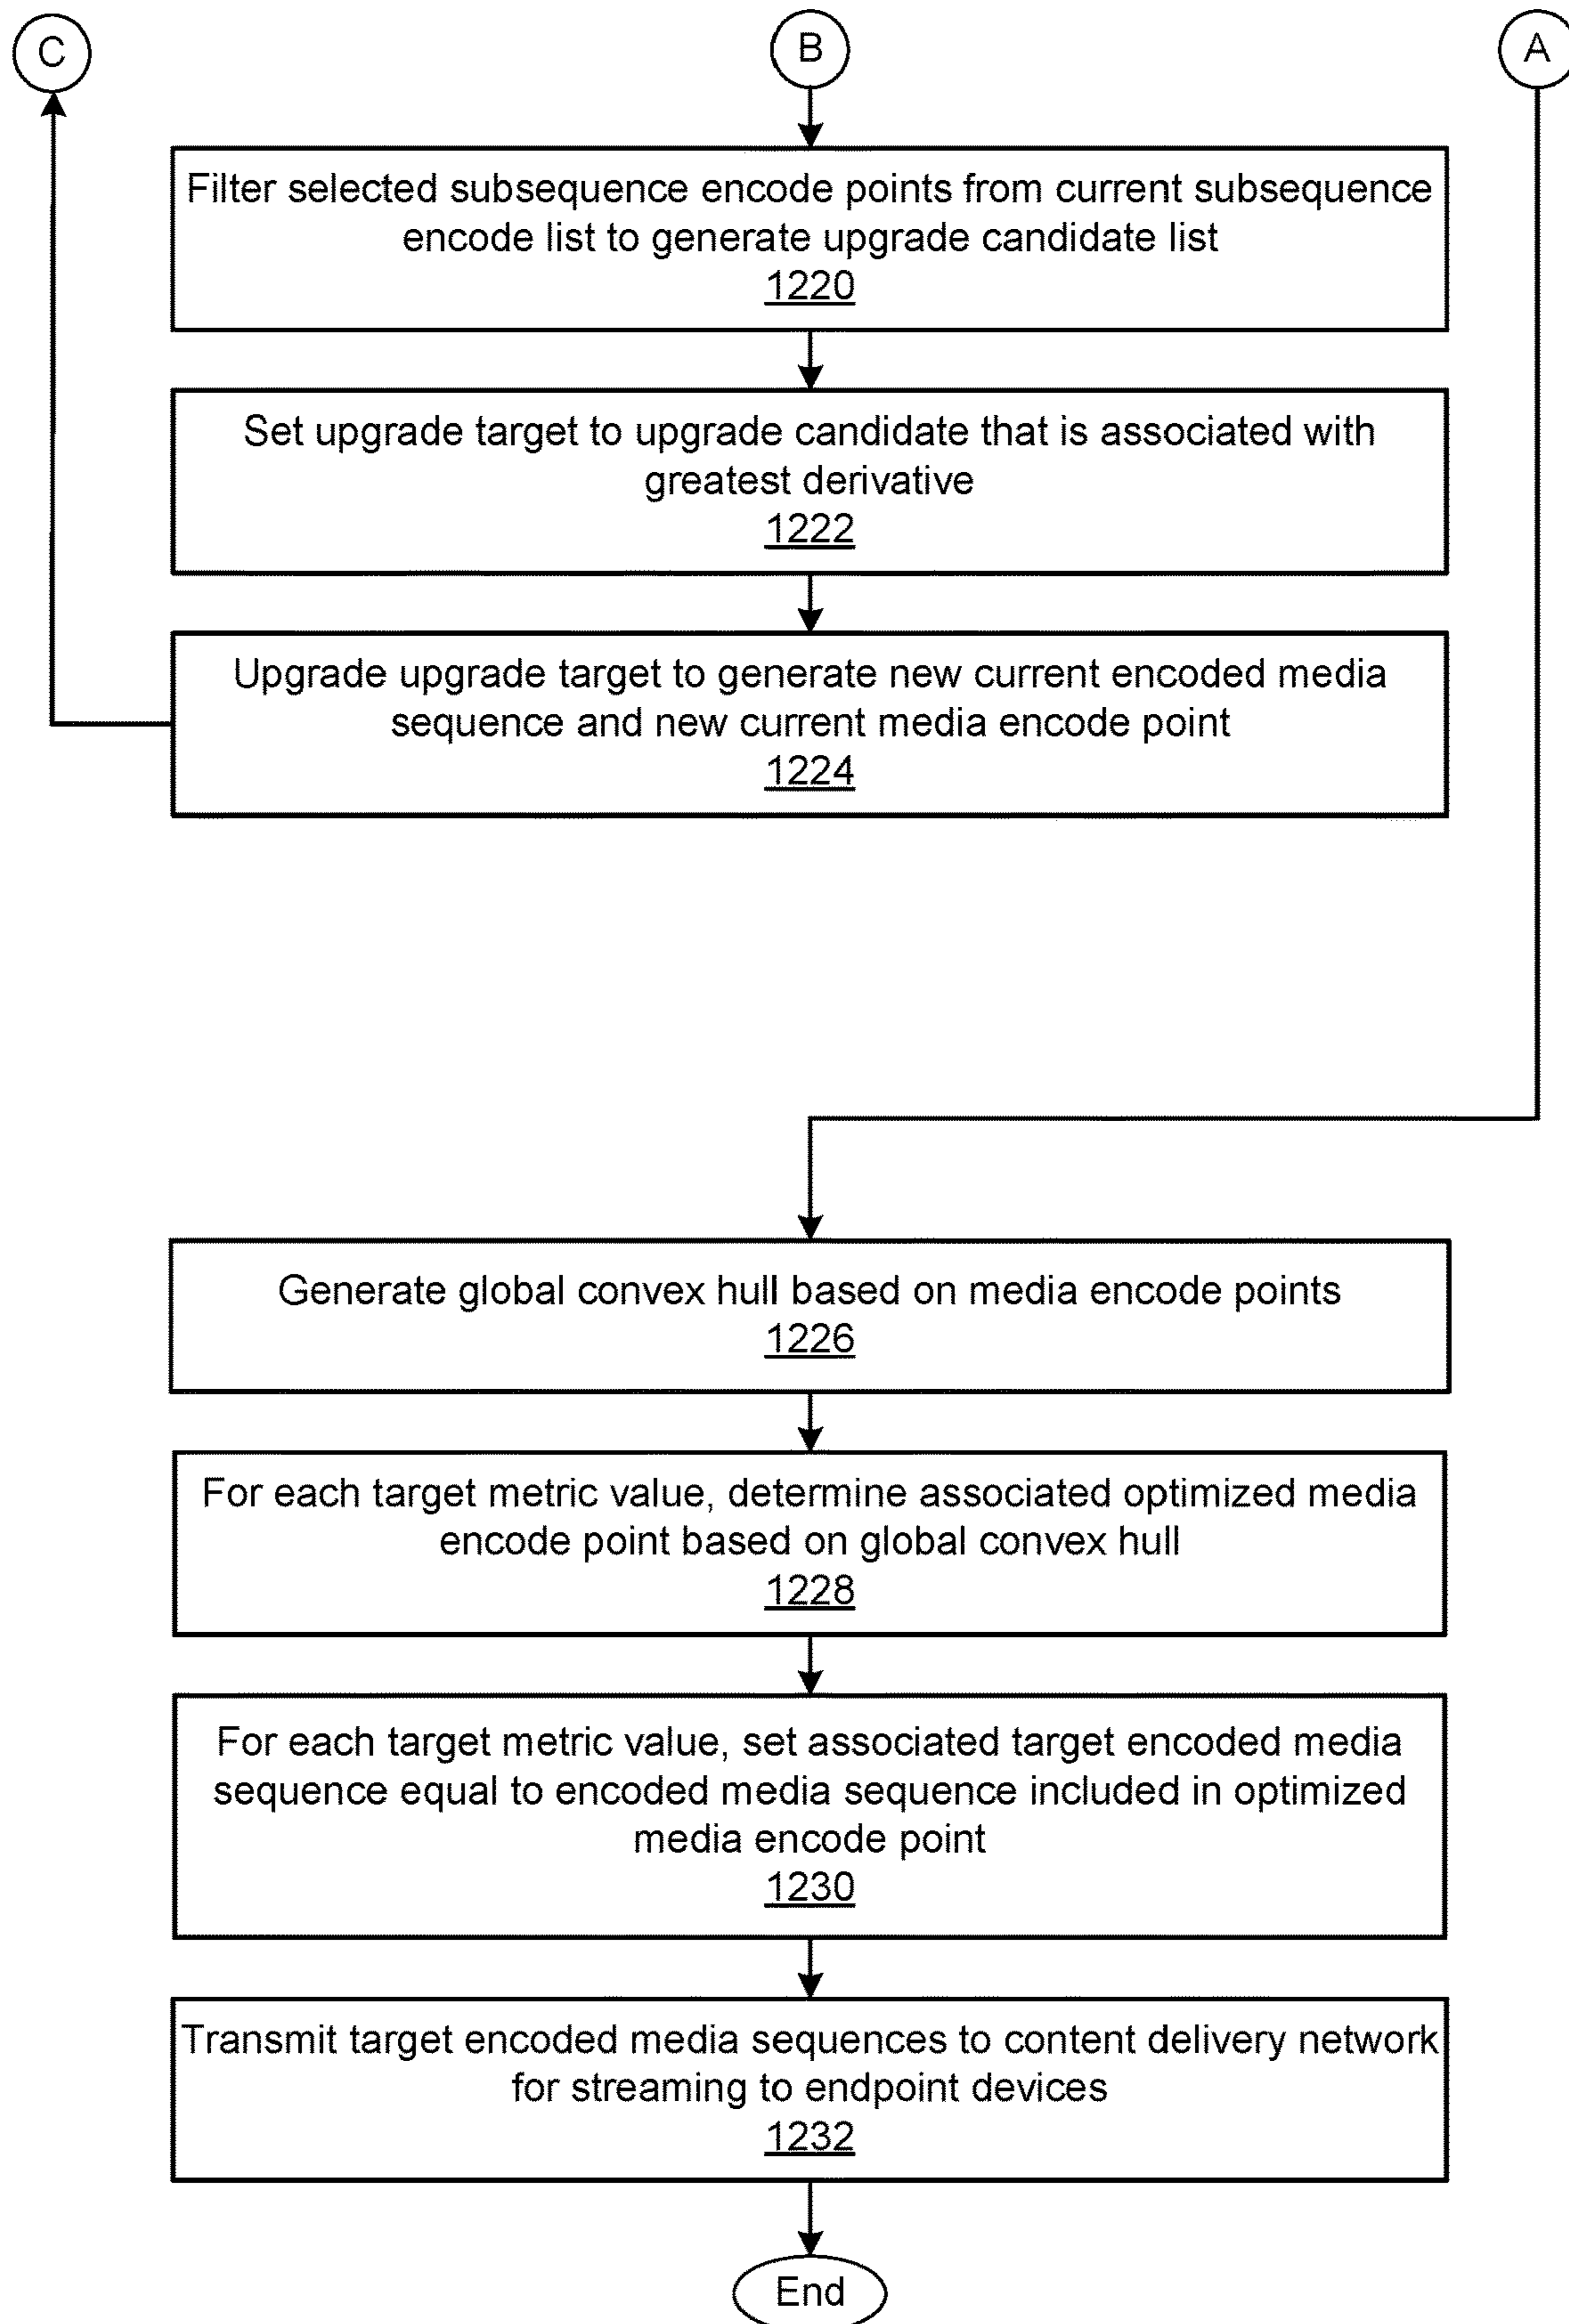 C
B
A
Filter selected subsequence encode points from current subsequence
encode list to generate upgrade candidate list
1220
Set upgrade target to upgrade candidate that is associated with
greatest derivative
1222
Upgrade upgrade target to generate new current encoded media
sequence and new current media encode point
1224
Generate global convex hull based on media encode points
1226
For each target metric value, determine associated optimized media
encode point based on global convex hull
1228
For each target metric value, set associated target encoded media
sequence equal to encoded media sequence included in optimized
media encode point
1230
Transmit target encoded media sequences to content delivery network
for streaming to endpoint devices
1232
End